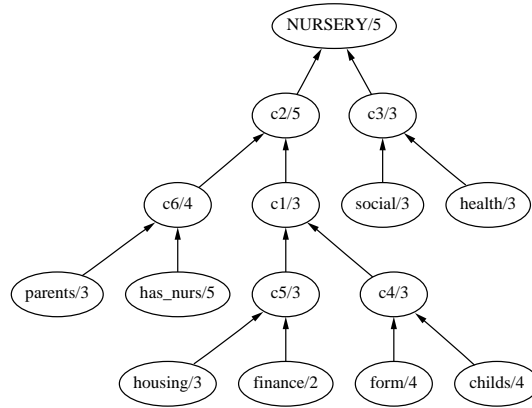 NURSERY/5
c2/5
c3/3
c6/4
c1/3
social/3
health/3
parents/3
has_nurs/5
c5/3
c4/3
housing/3
finance/2
form/4
childs/4